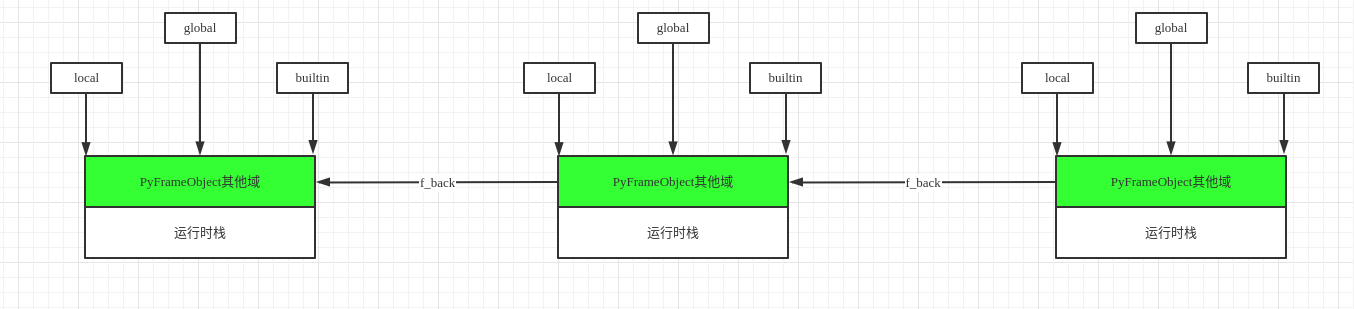 global
global
global
local
builtin
local
builtin
local
builtin
PyFrameObject其他域
f_back
PyFrameObject其他域
f_back
PyFrameObject其他域
运行时栈
运行时栈
运行时栈